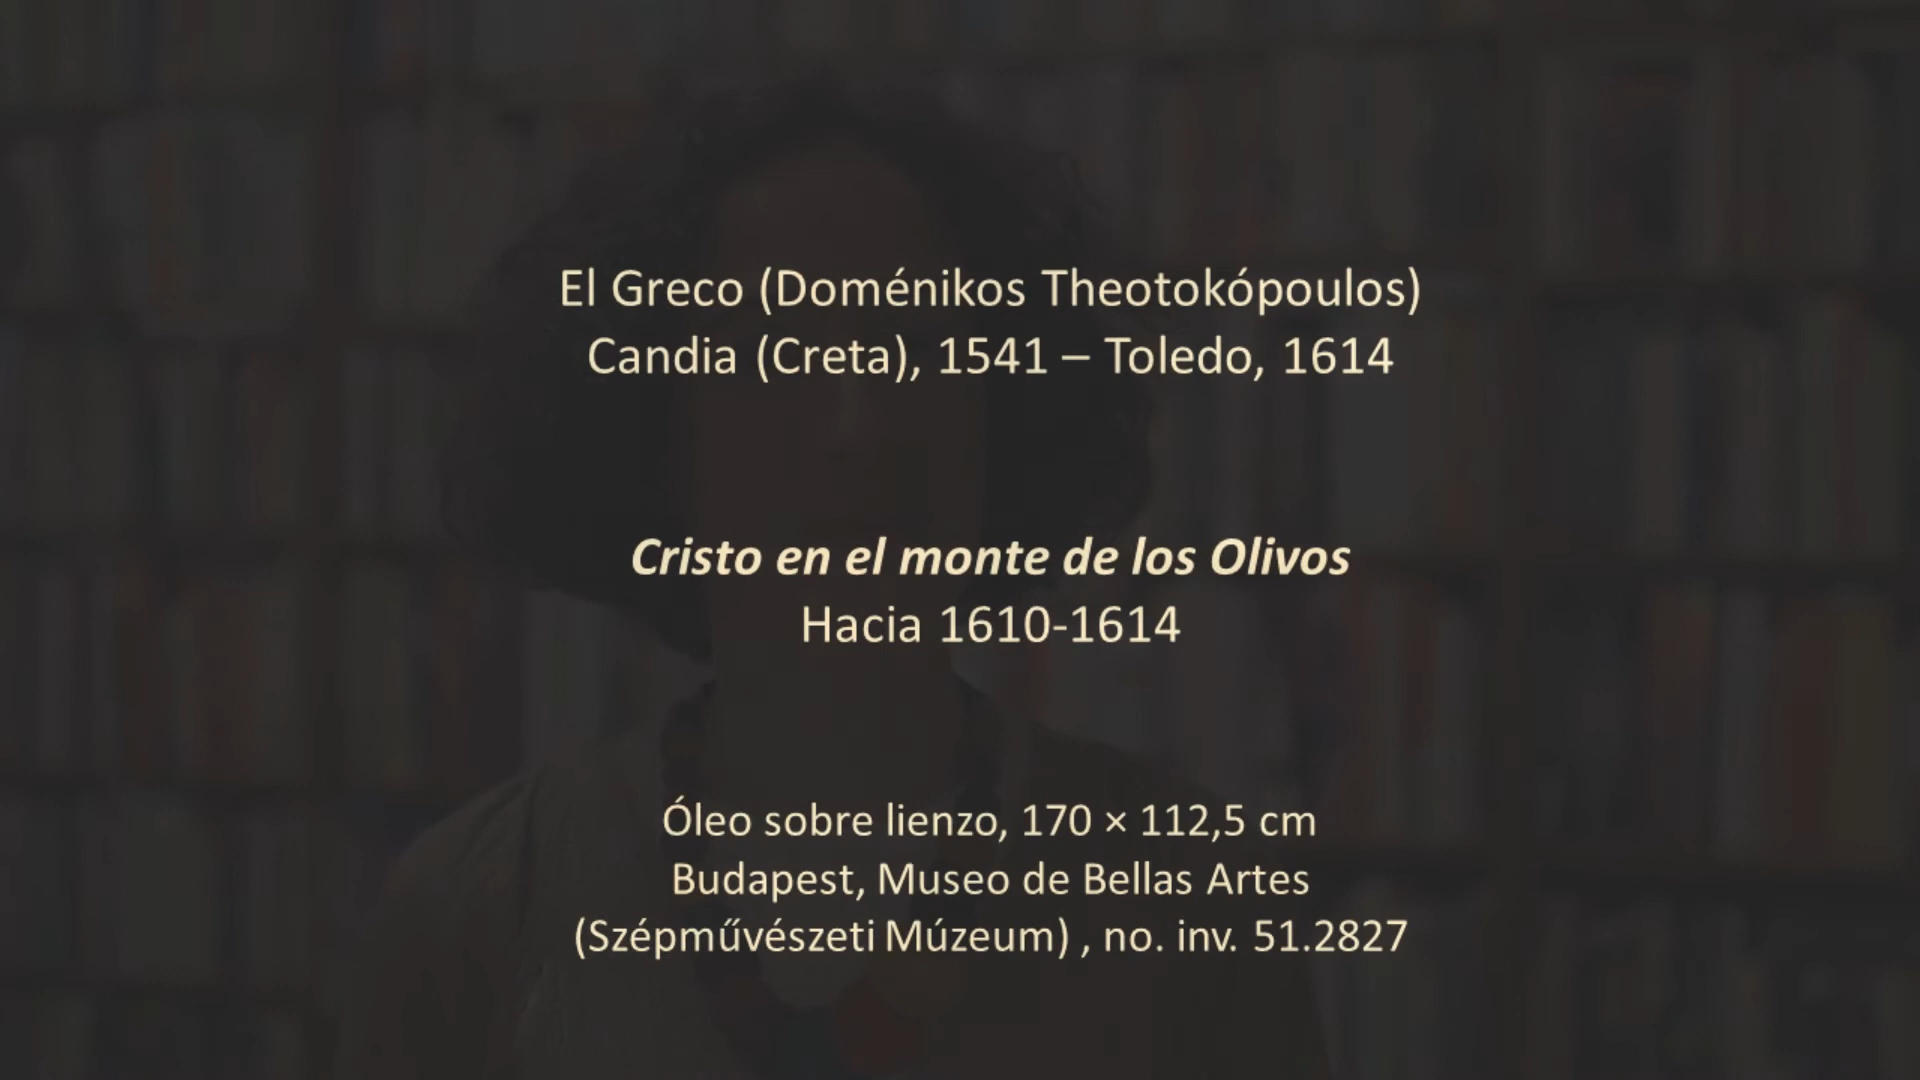 El Greco (Doménikos Theotokópoulos)
Candia (Creta), 1541 – Toledo, 1614
Cristo en el monte de los Olivos
Hacia 1610-1614
Óleo sobre lienzo, 170 × 112,5 cm
Budapest, Museo de Bellas Artes
(Szépművészeti Múzeum) , no. inv. 51.2827